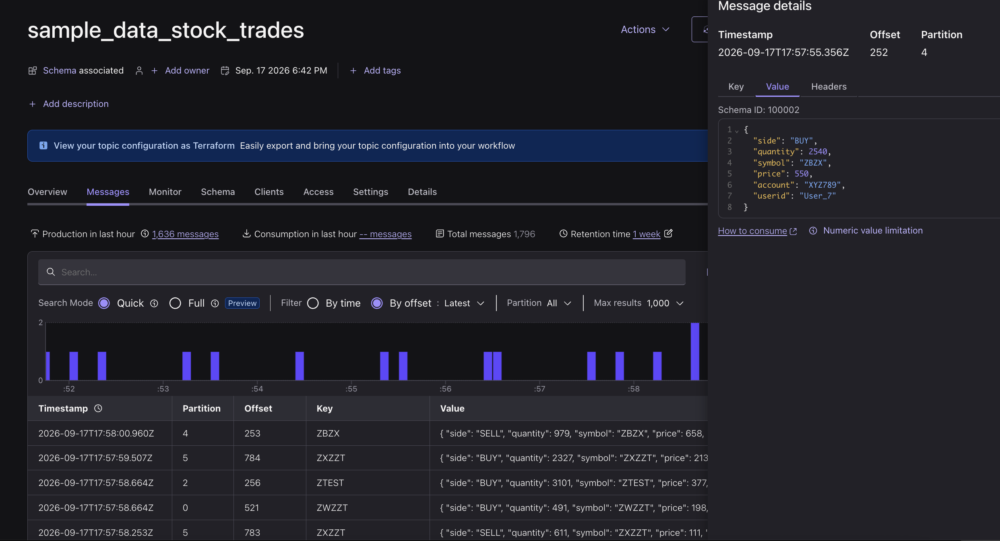 sample_data_stock_trades
Actions
Schema associated + Add owner Sep. 17 2026 6:42 PM + Add tags
+ Add description
View your topic configuration as Terraform Easily export and bring your topic configuration into your workflow
Overview Messages Monitor Schema Clients Access Settings Details
Production in last hour 1,636 messages Consumption in last hour -- messages Total messages 1,796 Retention time 1 week
Search...
Search Mode Quick Full Preview Filter By time By offset : Latest Partition All Max results 1,000
2
0
:52 :53 :54 :55 :56 :57 :58
Timestamp Partition Offset Key Value
2026-09-17T17:58:00.960Z 4 253 ZBZX { "side": "SELL", "quantity": 979, "symbol": "ZBZX", "price": 658,
2026-09-17T17:57:59.507Z 5 784 ZXZZT { "side": "BUY", "quantity": 2327, "symbol": "ZXZZT", "price": 213
2026-09-17T17:57:58.664Z 2 256 ZTEST { "side": "BUY", "quantity": 3101, "symbol": "ZTEST", "price": 377,
2026-09-17T17:57:58.664Z 0 521 ZWZZT { "side": "BUY", "quantity": 491, "symbol": "ZWZZT", "price": 198,
2026-09-17T17:57:58.253Z 5 783 ZXZZT { "side": "SELL", "quantity": 611, "symbol": "ZXZZT", "price": 111, "
Message details
Timestamp Offset Partition
2026-09-17T17:57:55.356Z 252 4
Key Value Headers
Schema ID: 100002
1 {
2 "side": "BUY",
3 "quantity": 2540,
4 "symbol": "ZBZX",
5 "price": 550,
6 "account": "XYZ789",
7 "userid": "User_7"
8 }
How to consume Numeric value limitation